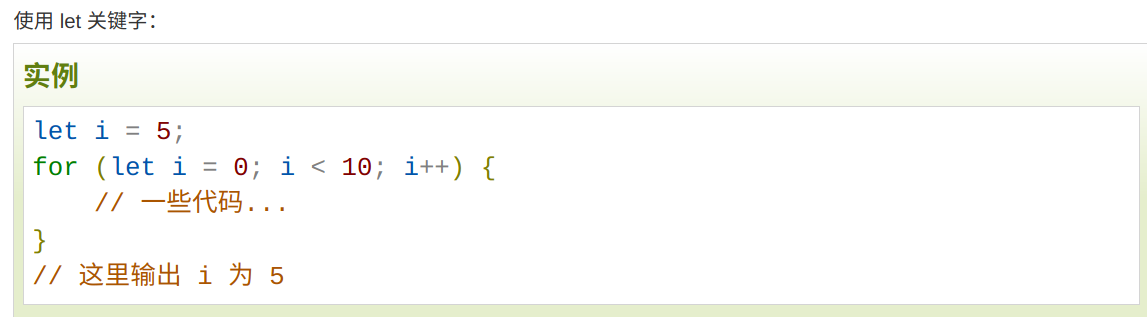 使用 let 关键字：
实例
let i = 5;
for (let i = 0; i < 10; i++) {
    // 一些代码...
}
// 这里输出 i 为 5